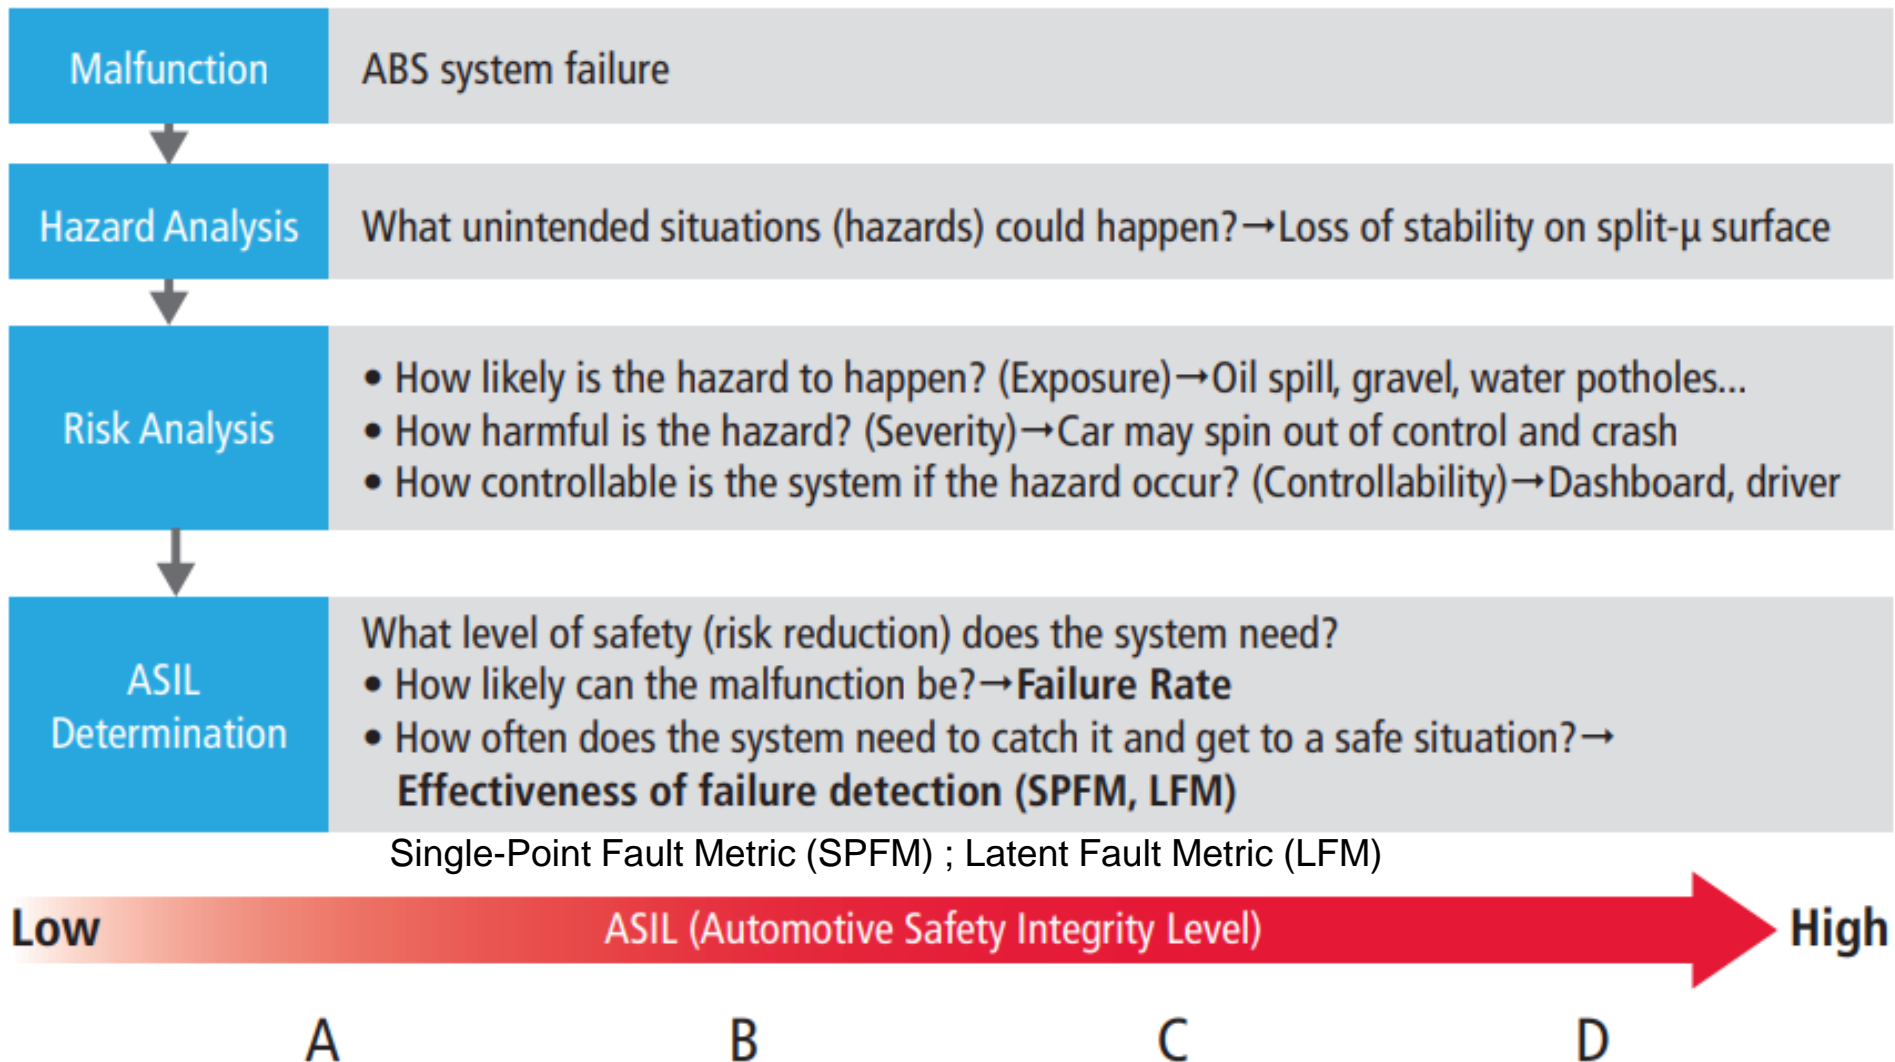 Malfunction
ABS system failure
Hazard Analysis
What unintended situations (hazards) could happen?→Loss of stability on split-μ surface
Risk Analysis
• How likely is the hazard to happen? (Exposure)→Oil spill, gravel, water potholes...
• How harmful is the hazard? (Severity)→Car may spin out of control and crash
• How controllable is the system if the hazard occur? (Controllability)→Dashboard, driver
ASIL
Determination
What level of safety (risk reduction) does the system need?
• How likely can the malfunction be?→Failure Rate
• How often does the system need to catch it and get to a safe situation?→
Effectiveness of failure detection (SPFM, LFM)
Single-Point Fault Metric (SPFM) ; Latent Fault Metric (LFM)
Low
ASIL (Automotive Safety Integrity Level)
High
A B C D